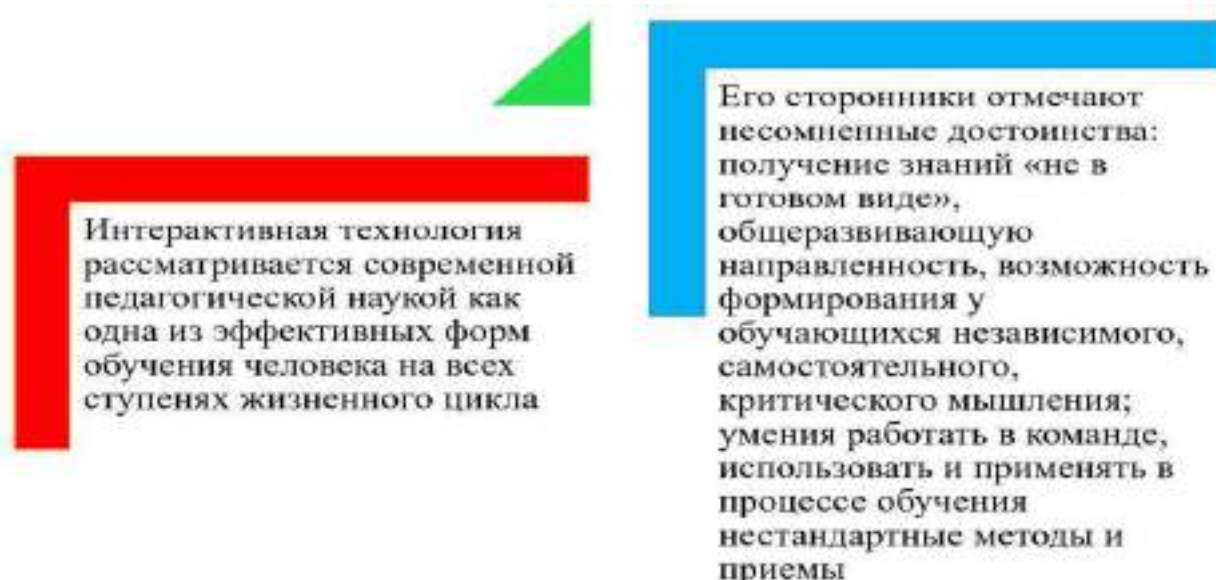 Интерактивная технология
рассматривается современной
педагогической наукой как
одна из эффективных форм
обучения человека на всех
ступенях жизненного цикла
Его сторонники отмечают
несомненные достоинства:
получение знаний «не в
готовом виде»,
общеразвивающую
направленность, возможность
формирования у
обучающихся независимого,
самостоятельного,
критического мышления;
умения работать в команде,
использовать и применять в
процессе обучения
нестандартные методы и
приемы